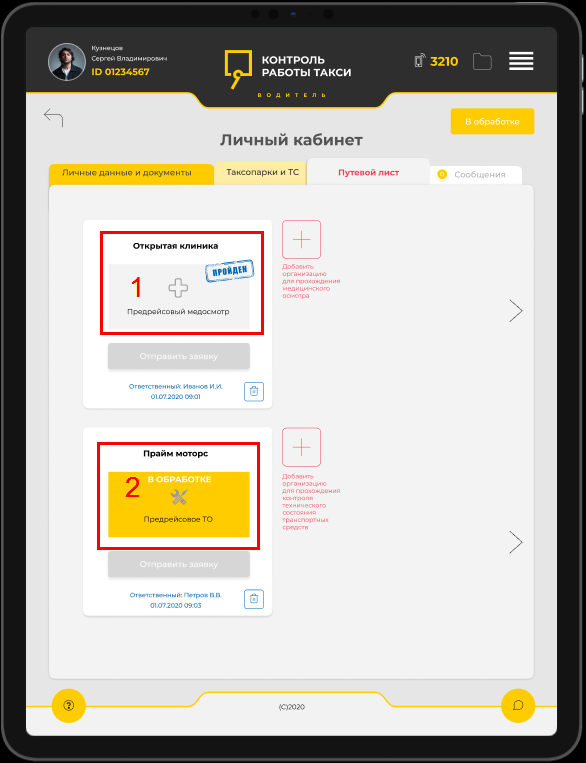 Кузнецов
Сергей Владимирович
ID 01234567
КОНТРОЛЬ
РАБОТЫ ТАКСИ
ВОДИТЕЛЬ
3210
В обработке
Личный кабинет
Личные данные и документы
Таксопарки и ТС
Путевой лист
0
Сообщения
Открытая клиника
ПРОЙДЕН
1
Предрейсовый медосмотр
Отправить заявку
Ответственный: Иванов И.И.
01.07.2020 09:01
Добавить
организацию
для прохождения
медицинского
осмотра
Прайм моторс
В ОБРАБОТКЕ
2
Предрейсовое ТО
Отправить заявку
Ответственный: Петров В.В.
01.07.2020 09:03
Добавить
организацию
для прохождения
контроля
технического
состояния
транспортных
средств
?
(C)2020